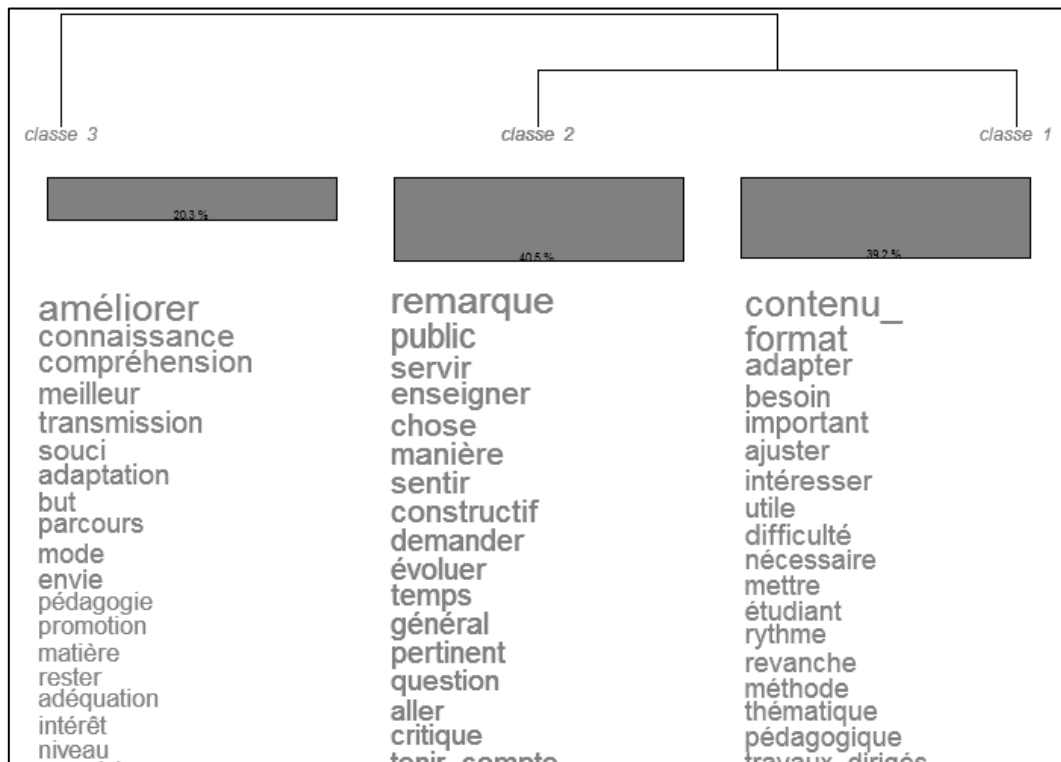 classe 3
classe 2
classe 1
20.3 %
40.5 %
39.2 %
améliorer
connaissance
compréhension
meilleur
transmission
souci
adaptation
but
parcours
mode
envie
pédagogie
promotion
matière
rester
adéquation
intérêt
niveau
remarque
public
servir
enseigner
chose
manière
sentir
constructif
demander
évoluer
temps
général
pertinent
question
aller
critique
tenir_compte
contenu_
format
adapter
besoin
important
ajuster
intéresser
utile
difficulté
nécessaire
mettre
étudiant
rythme
revanche
méthode
thématique
pédagogique
travaux_dirigés